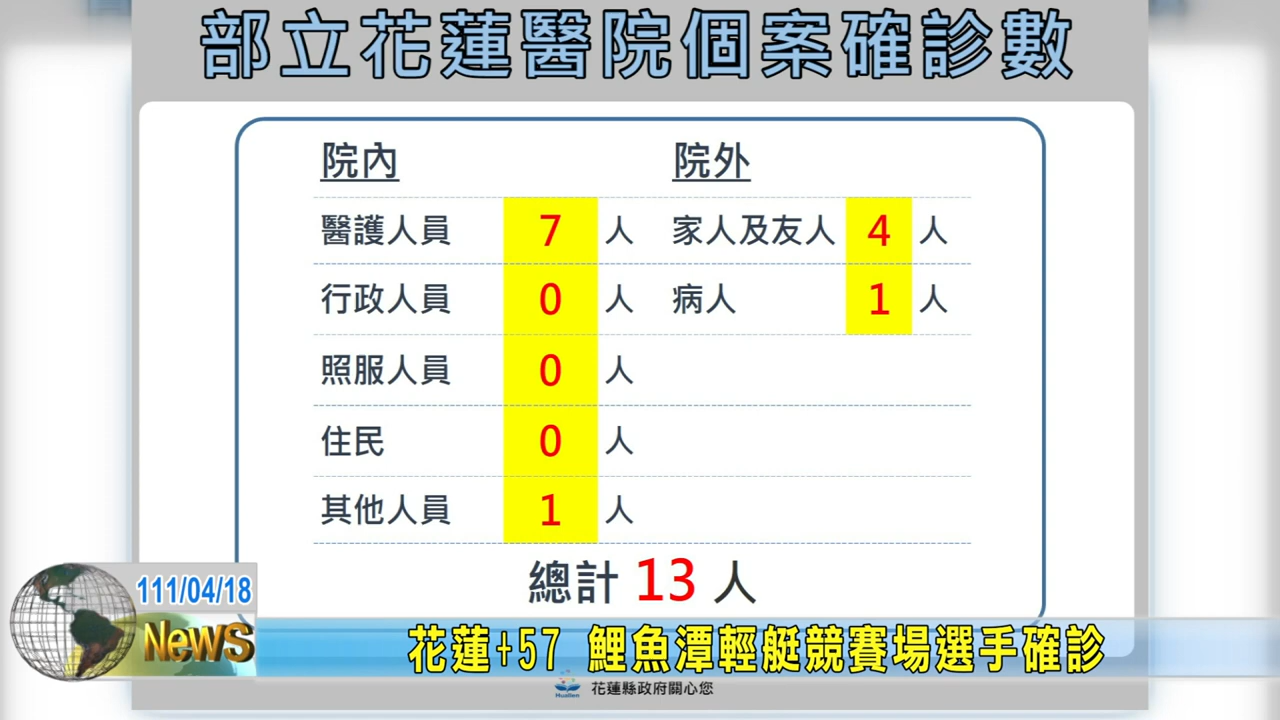 部立花蓮醫院個案確診數
院內 院外
醫護人員 7 人 家人及友人 4 人
行政人員 0 人 病人 1 人
照服人員 0 人
住民 0 人
其他人員 1 人
總計 13 人
111/04/18
News
花蓮+57 鯉魚潭輕艇競賽場選手確診
Hualien 花蓮縣政府關心您